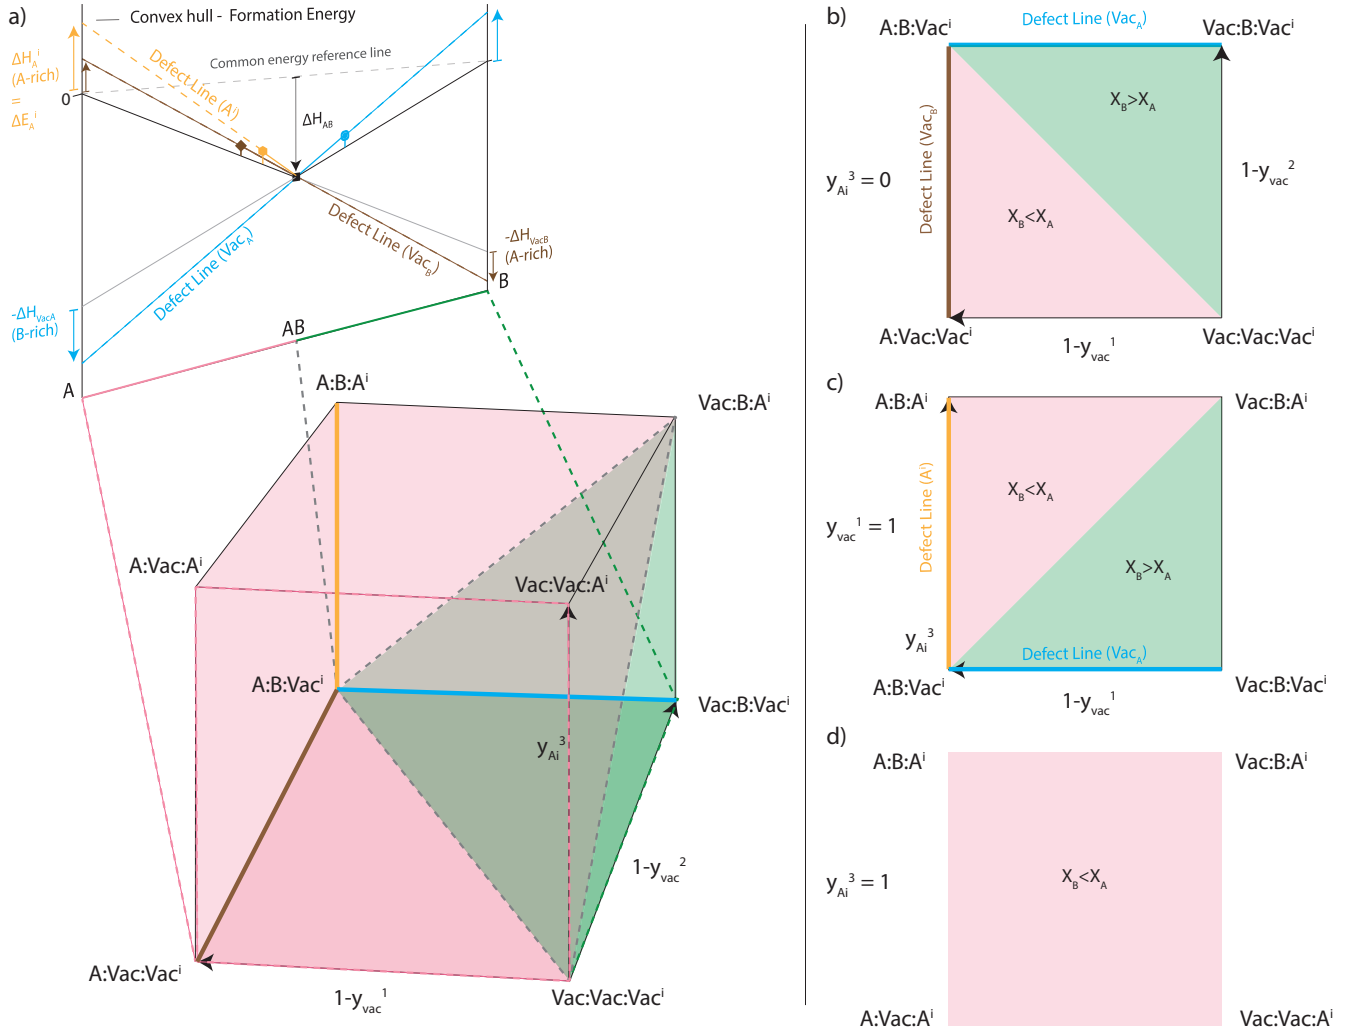 a)
Convex hull - Formation Energy
ΔH_A^i
(A-rich)
=
ΔE_A^i
0
Defect Line (A^i)
Common energy reference line
ΔH_AB
Defect Line (Vac_A)
Defect Line (Vac_B)
-ΔH_VacB
(A-rich)
-ΔH_VacA
(B-rich)
A
AB
B
A:B:A^i
Vac:B:A^i
A:Vac:A^i
Vac:Vac:A^i
A:B:Vac^i
Vac:B:Vac^i
y_Ai^3
1-y_vac^2
A:Vac:Vac^i
1-y_vac^1
Vac:Vac:Vac^i
b)
A:B:Vac^i
Defect Line (Vac_A)
Vac:B:Vac^i
X_B>X_A
y_Ai^3 = 0
Defect Line (Vac_B)
1-y_vac^2
X_B<X_A
A:Vac:Vac^i
1-y_vac^1
Vac:Vac:Vac^i
c)
A:B:A^i
Vac:B:A^i
X_B<X_A
y_vac^1 = 1
Defect Line (A^i)
X_B>X_A
y_Ai^3
Defect Line (Vac_A)
A:B:Vac^i
1-y_vac^1
Vac:B:Vac^i
d)
A:B:A^i
Vac:B:A^i
y_Ai^3 = 1
X_B<X_A
A:Vac:A^i
Vac:Vac:A^i